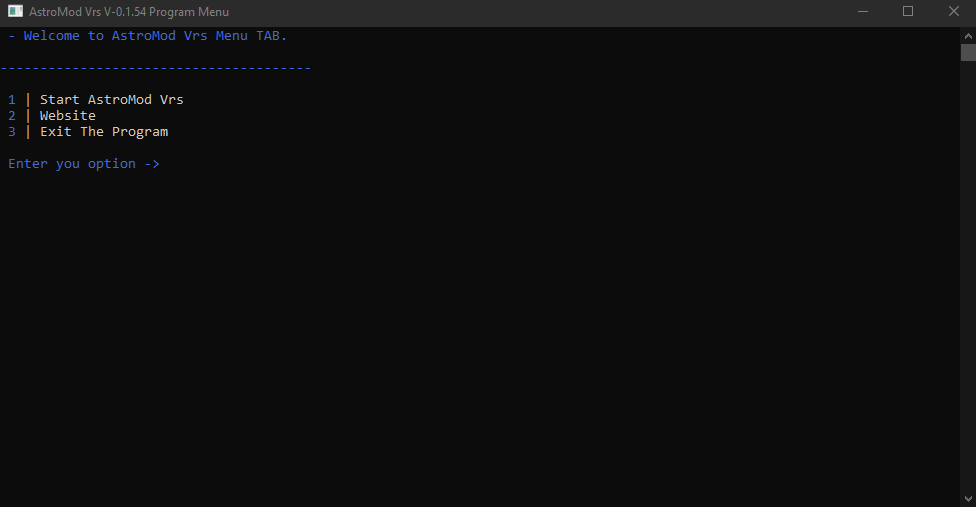 AstroMod Vrs V-0.1.54 Program Menu
- Welcome to AstroMod Vrs Menu TAB.
---------------------------------------
1 | Start AstroMod Vrs
2 | Website
3 | Exit The Program
Enter you option ->